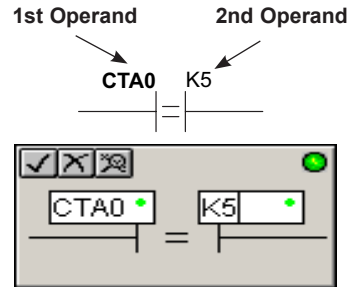 1st Operand 2nd Operand
CTA0 K5
=
CTA0 K5
=